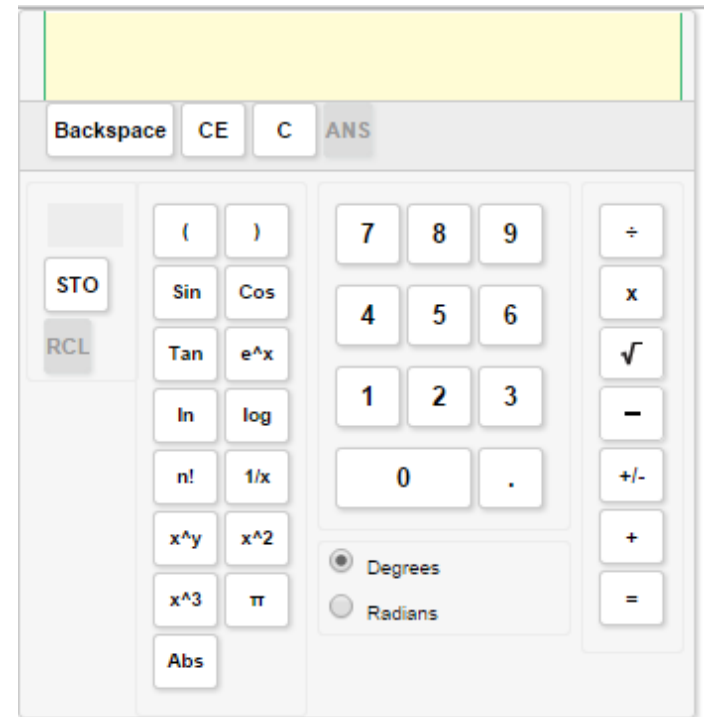 Backspace CE C ANS
( ) 7 8 9 ÷
STO Sin Cos 4 5 6 x
RCL Tan e^x √
ln log 1 2 3 −
n! 1/x 0 . +/-
x^y x^2 +
Degrees
x^3 π Radians =
Abs